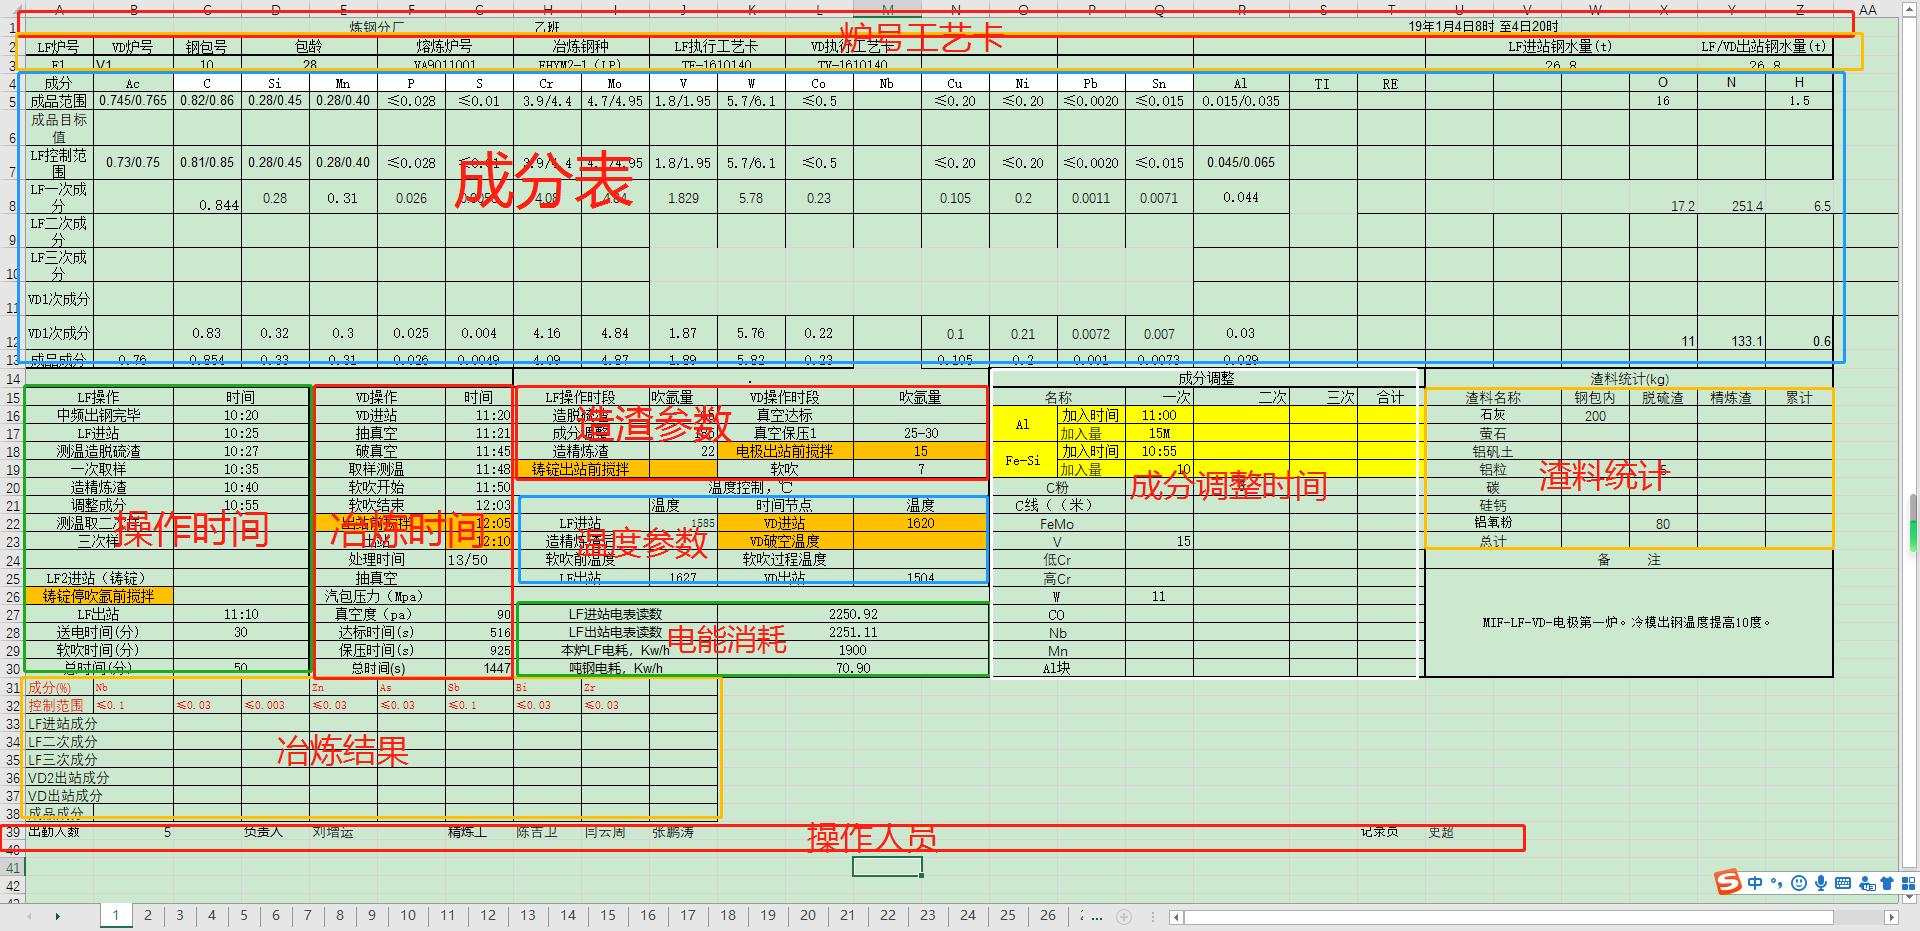 A B C D E F G H I J K L M N O P Q R S T U V W X Y Z AA
1 炼钢分厂 乙班 19年1月4日8时 至4日20时
炉号工艺卡
2 LF炉号 VD炉号 钢包号 包龄 熔炼炉号 冶炼钢种 LF执行工艺卡 VD执行工艺卡 LF进站钢水量(t) LF/VD出站钢水量(t)
3 F1 V1 10 28 VA9011001 EHYM2-1（LP） TF-1610140 TV-1610140 26.8 26.8
4 成分 Ac C Si Mn P S Cr Mo V W Co Nb Cu Ni Pb Sn Al TI RE O N H
5 成品范围 0.745/0.765 0.82/0.86 0.28/0.45 0.28/0.40 ≤0.028 ≤0.01 3.9/4.4 4.7/4.95 1.8/1.95 5.7/6.1 ≤0.5 ≤0.20 ≤0.20 ≤0.0020 ≤0.015 0.015/0.035 16 1.5
6 成品目标值
7 LF控制范围 0.73/0.75 0.81/0.85 0.28/0.45 0.28/0.40 ≤0.028 3.9/4.4 1.8/1.95 5.7/6.1 ≤0.5 ≤0.20 ≤0.20 ≤0.0020 ≤0.015 0.045/0.065
成分表
8 LF一次成分 0.844 0.28 0.31 0.026 1.829 5.78 0.23 0.105 0.2 0.0011 0.0071 0.044 17.2 251.4 6.5
9 LF二次成分
10 LF三次成分
11 VD1次成分
12 VD1次成分 0.83 0.32 0.3 0.025 0.004 4.16 4.84 1.87 5.76 0.22 0.1 0.21 0.0072 0.007 0.03 11 133.1 0.6
13 成品成分 0.76 0.854 0.33 0.31 0.026 0.0049 4.09 4.87 1.89 5.82 0.23 0.105 0.2 0.001 0.0073 0.029
14 成分调整 渣料统计(kg)
15 LF操作 时间 VD操作 时间 LF操作时段 吹氩量 VD操作时段 吹氩量 名称 一次 二次 三次 合计 渣料名称 钢包内 脱硫渣 精炼渣 累计
16 中频出钢完毕 10:20 VD进站 11:20 造脱硫渣 真空达标 Al 加入时间 11:00 石灰 200
造渣参数
17 LF进站 10:25 抽真空 11:21 真空保压1 25-30 加入量 15M 萤石
18 测温造脱硫渣 10:27 破真空 11:45 造精炼渣 22 电极出站前搅拌 15 Fe-Si 加入时间 10:55 铝矾土
19 一次取样 10:35 取样测温 11:48 铸锭出站前搅拌 软吹 7 加入量 10 铝粒 5
渣料统计
20 造精炼渣 10:40 软吹开始 11:50 温度控制，℃ C粉 碳
成分调整时间
21 调整成分 10:55 软吹结束 12:03 温度 时间节点 温度 C线（（米） 硅钙
22 测温取二次样 出站前搅拌 12:05 LF进站 1585 VD进站 1620 FeMo 铝氧粉 80
操作时间 冶炼时间
温度参数
23 三次样 出站 12:10 造精炼渣后 VD破空温度 V 15 总计
24 处理时间 13/50 软吹前温度 软吹过程温度 低Cr 备 注
25 LF2进站（铸锭） 抽真空 LF出站 1627 VD出站 1504 高Cr
26 铸锭停吹氩前搅拌 汽包压力（Mpa） W 11
27 LF出站 11:10 真空度（pa） 90 LF进站电表读数 2250.92 CO MIF-LF-VD-电极第一炉。冷模出钢温度提高10度。
28 送电时间(分) 30 达标时间(s) 516 LF出站电表读数 2251.11 Nb
电能消耗
29 软吹时间(分) 保压时间(s) 925 本炉LF电耗，Kw/h 1900 Mn
30 总时间(分) 50 总时间(s) 1447 吨钢电耗，Kw/h 70.90 Al块
31 成分(%) Nb Zn As Sb Bi Zr
32 控制范围 ≤0.1 ≤0.03 ≤0.003 ≤0.03 ≤0.03 ≤0.1 ≤0.03 ≤0.03
33 LF进站成分
34 LF二次成分
冶炼结果
35 LF三次成分
36 VD2出站成分
37 VD出站成分
38 成品成分
39 出勤人数 5 负责人 刘增运 精炼工 陈吉卫 闫云周 张鹏涛 记录员 史超
操作人员
40
41
42
中
1 2 3 4 5 6 7 8 9 10 11 12 13 14 15 16 17 18 19 20 21 22 23 24 25 26 ...